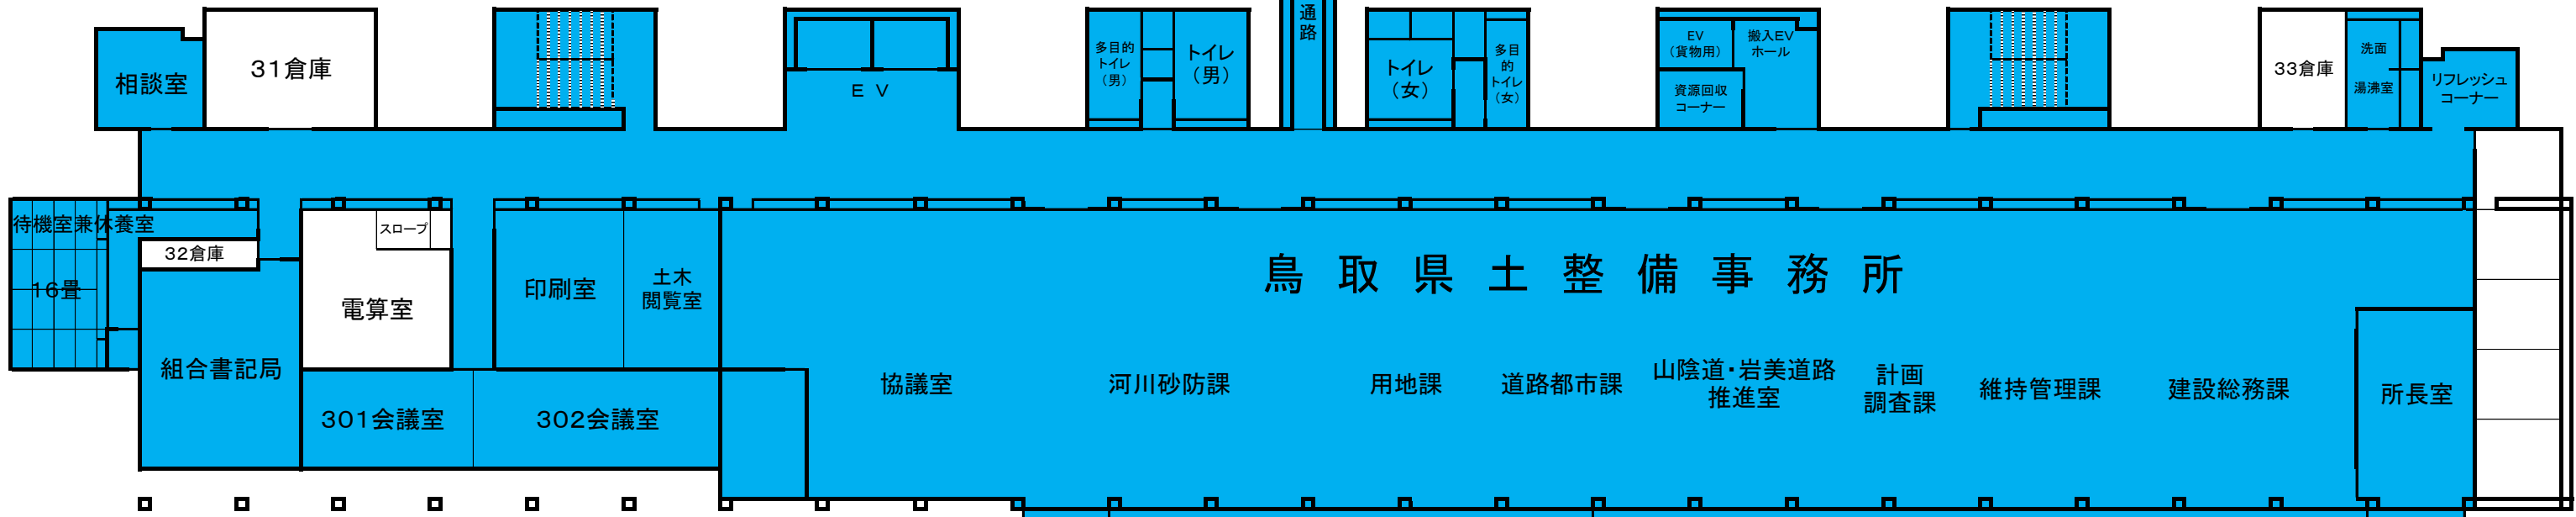 通
路
相談室
31倉庫
EV
多目的
トイレ
(男)
トイレ
(男)
トイレ
(女)
多目
的
トイレ
(女)
EV
(貨物用)
搬入EV
ホール
資源回収
コーナー
33倉庫
洗面
湯沸室
リフレッシュ
コーナー
待機室兼休養室
16畳
32倉庫
組合書記局
スロープ
電算室
印刷室
土木
閲覧室
301会議室
302会議室
鳥取県土整備事務所
協議室
河川砂防課
用地課
道路都市課
山陰道・岩美道路
推進室
計画
調査課
維持管理課
建設総務課
所長室